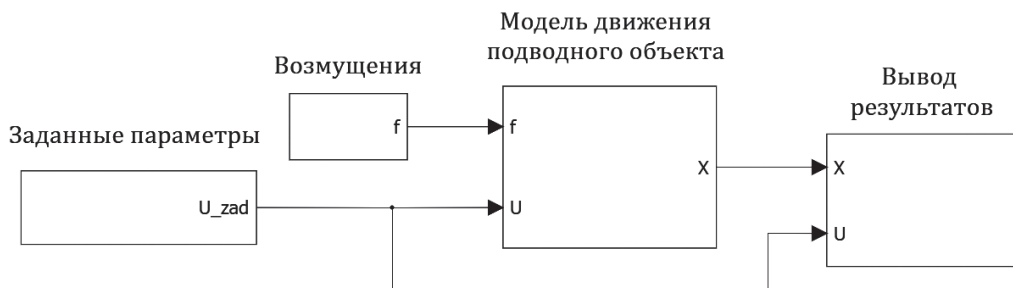 Модель движения
подводного объекта
Возмущения
Вывод
результатов
Заданные параметры
f
f
X
X
U_zad
U
U